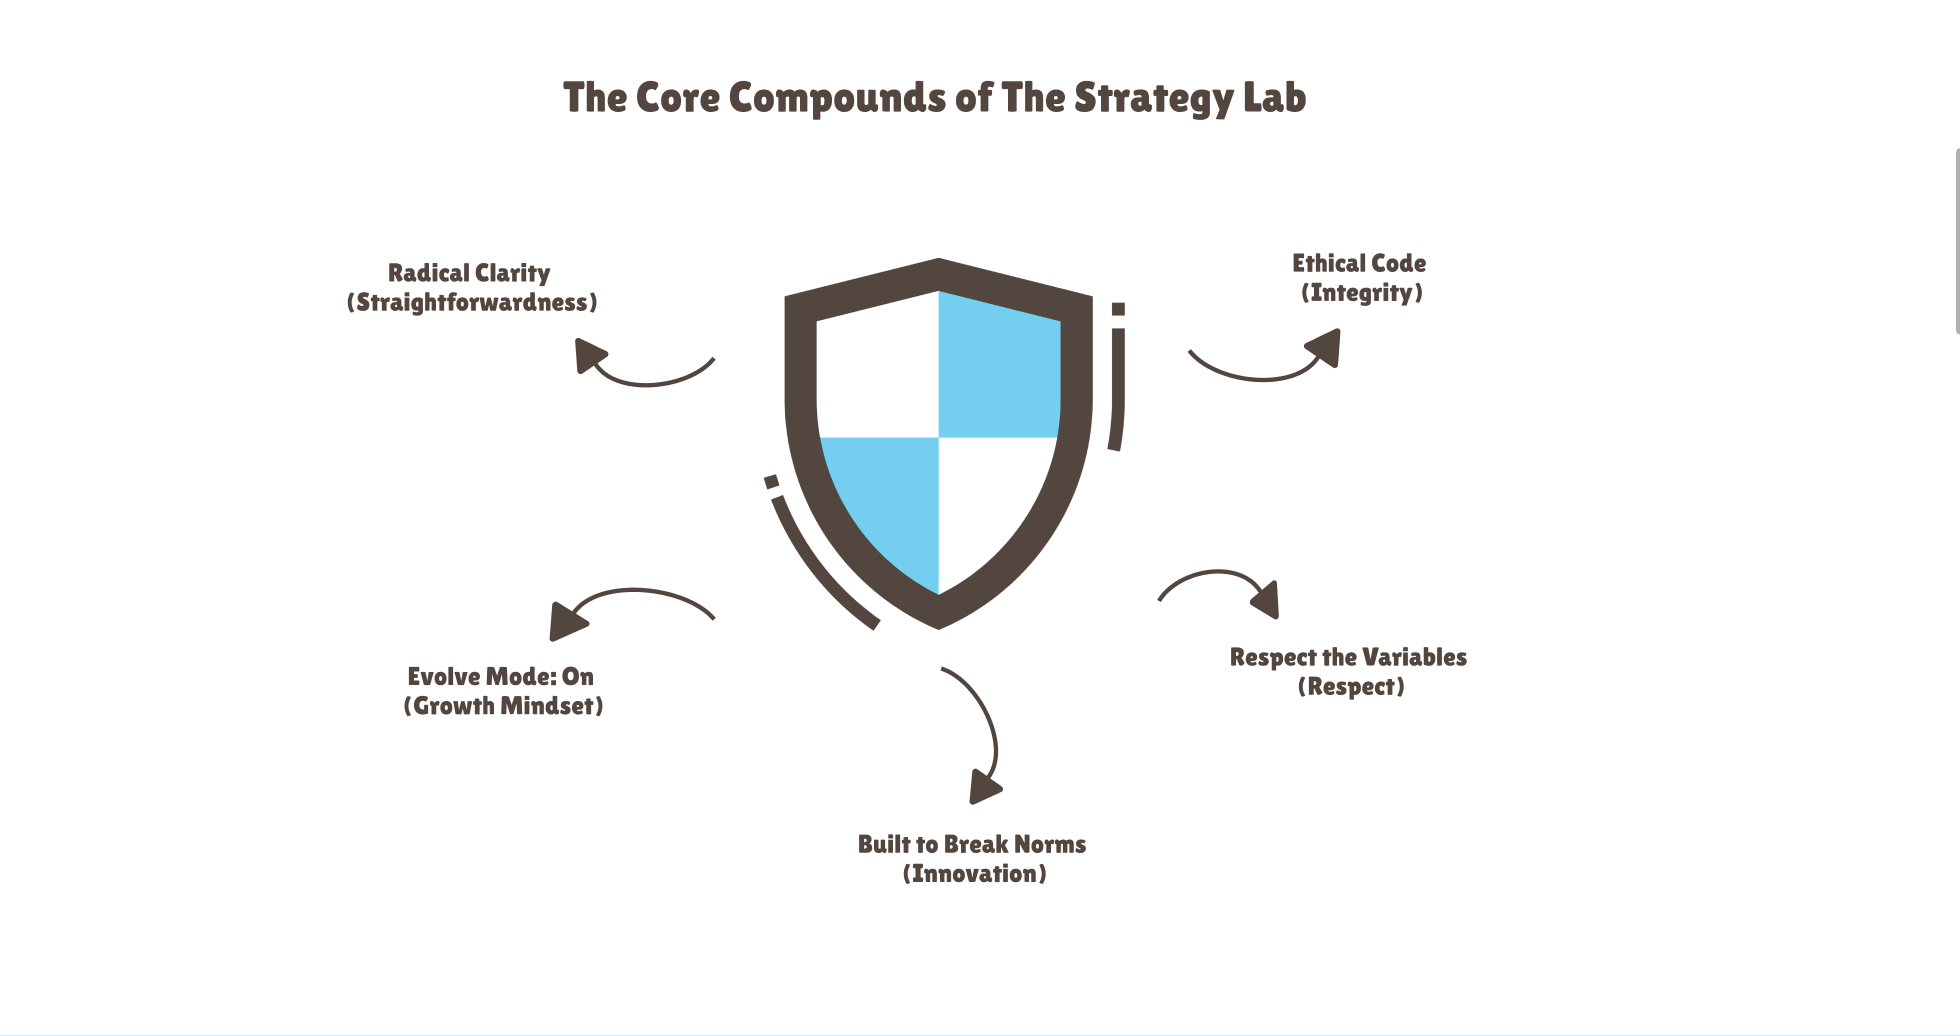 The Core Compounds of The Strategy Lab
Radical Clarity
(Straightforwardness)
Ethical Code
(Integrity)
Evolve Mode: On
(Growth Mindset)
Respect the Variables
(Respect)
Built to Break Norms
(Innovation)